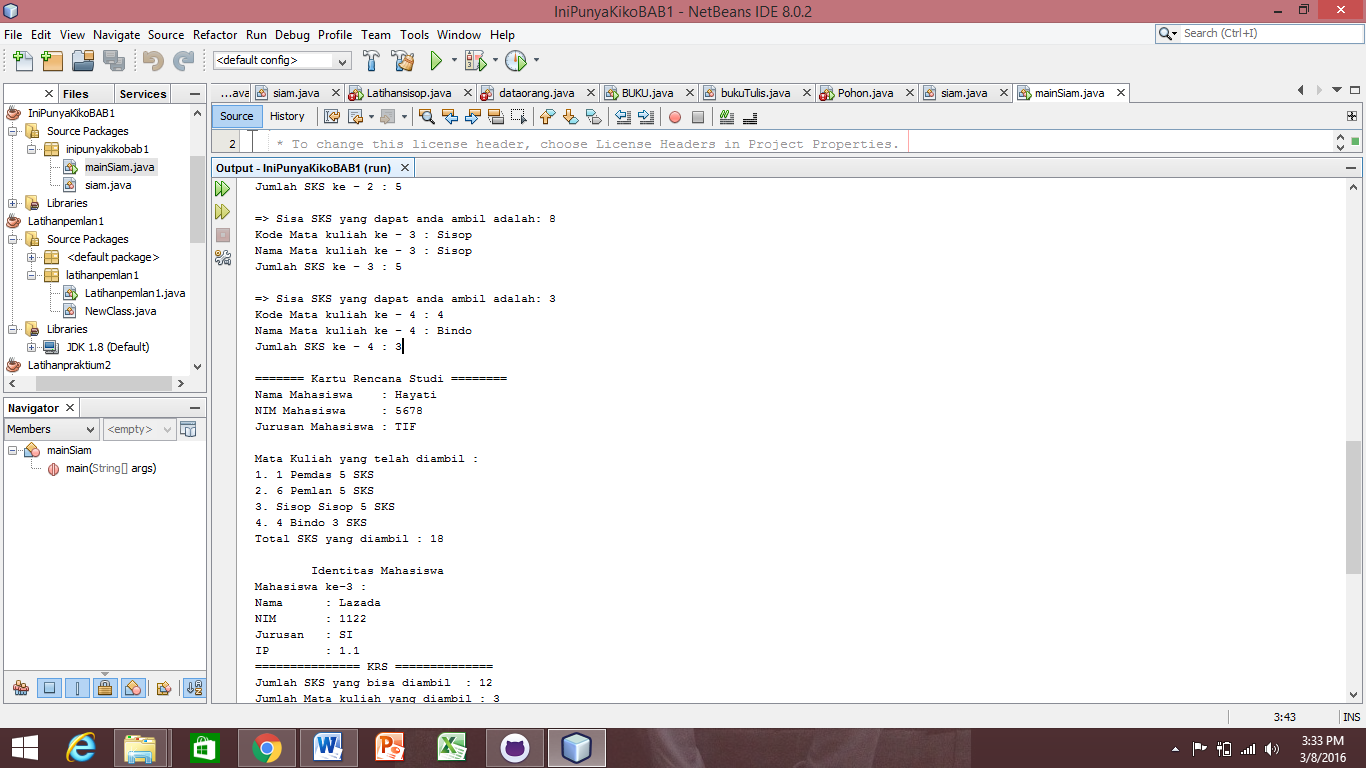 IniPunyaKikoBAB1 - NetBeans IDE 8.0.2
File Edit View Navigate Source Refactor Run Debug Profile Team Tools Window Help
Search (Ctrl+I)
<default config>
Files Services
IniPunyaKikoBAB1
Source Packages
inipunyakikobab1
mainSiam.java
siam.java
Libraries
Latihanpemlan1
Source Packages
<default package>
latihanpemlan1
Latihanpemlan1.java
NewClass.java
Libraries
JDK 1.8 (Default)
Latihanpraktium2
Navigator
Members <empty>
mainSiam
main(String[] args)
...ava siam.java Latihansisop.java dataorang.java BUKU.java bukuTulis.java Pohon.java siam.java mainSiam.java
Source History
2 * To change this license header, choose License Headers in Project Properties.
Output - IniPunyaKikoBAB1 (run)
Jumlah SKS ke - 2 : 5
=> Sisa SKS yang dapat anda ambil adalah: 8
Kode Mata kuliah ke - 3 : Sisop
Nama Mata kuliah ke - 3 : Sisop
Jumlah SKS ke - 3 : 5
=> Sisa SKS yang dapat anda ambil adalah: 3
Kode Mata kuliah ke - 4 : 4
Nama Mata kuliah ke - 4 : Bindo
Jumlah SKS ke - 4 : 3
======= Kartu Rencana Studi ========
Nama Mahasiswa : Hayati
NIM Mahasiswa : 5678
Jurusan Mahasiswa : TIF
Mata Kuliah yang telah diambil :
1. 1 Pemdas 5 SKS
2. 6 Pemlan 5 SKS
3. Sisop Sisop 5 SKS
4. 4 Bindo 3 SKS
Total SKS yang diambil : 18
Identitas Mahasiswa
Mahasiswa ke-3 :
Nama : Lazada
NIM : 1122
Jurusan : SI
IP : 1.1
=============== KRS ==============
Jumlah SKS yang bisa diambil : 12
Jumlah Mata kuliah yang diambil : 3
3:43 INS
3:33 PM
3/8/2016